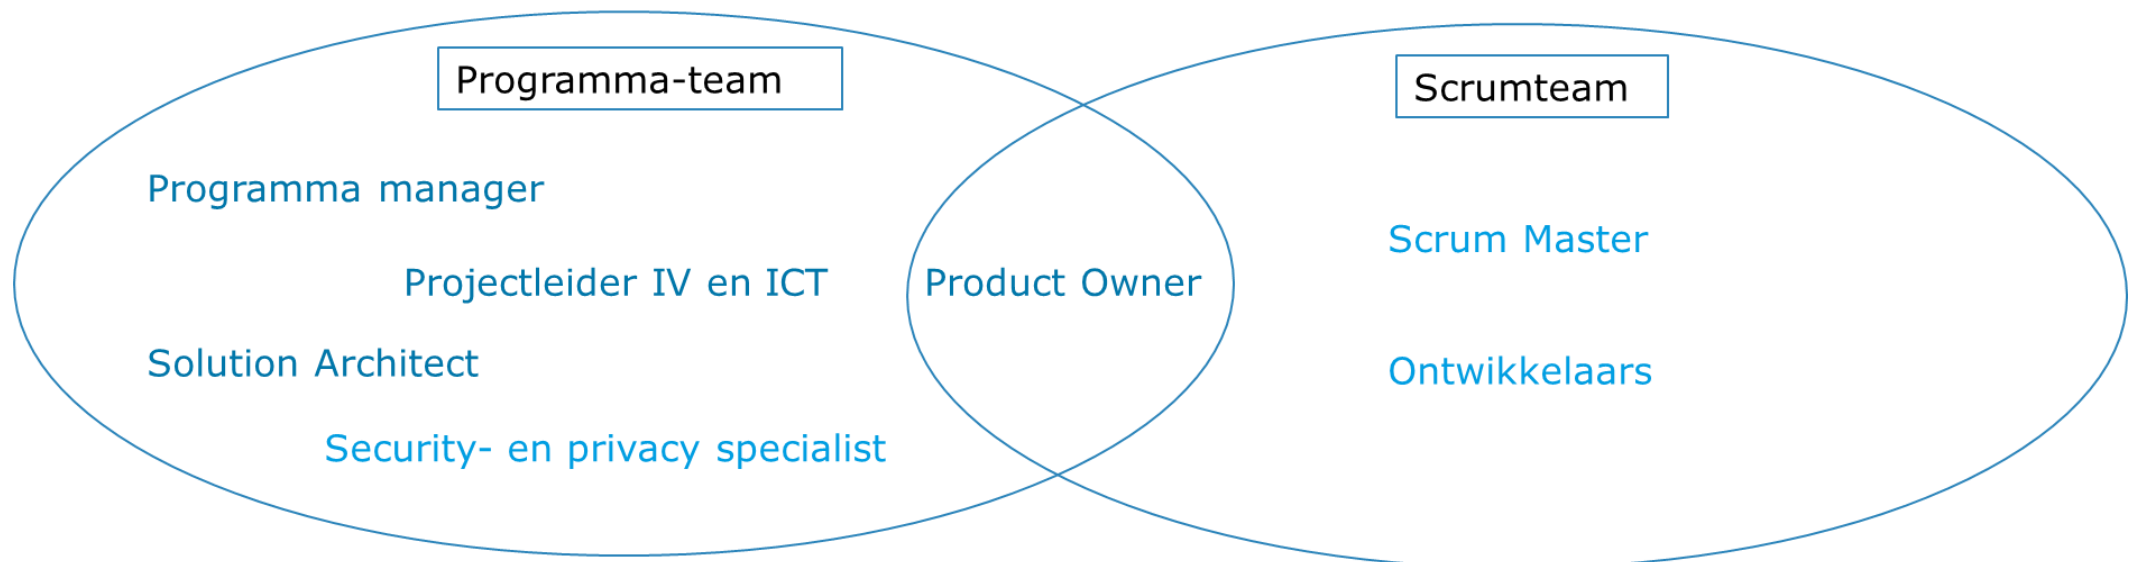 Programma-team
Programma manager
Projectleider IV en ICT
Solution Architect
Security- en privacy specialist
Product Owner
Scrumteam
Scrum Master
Ontwikkelaars